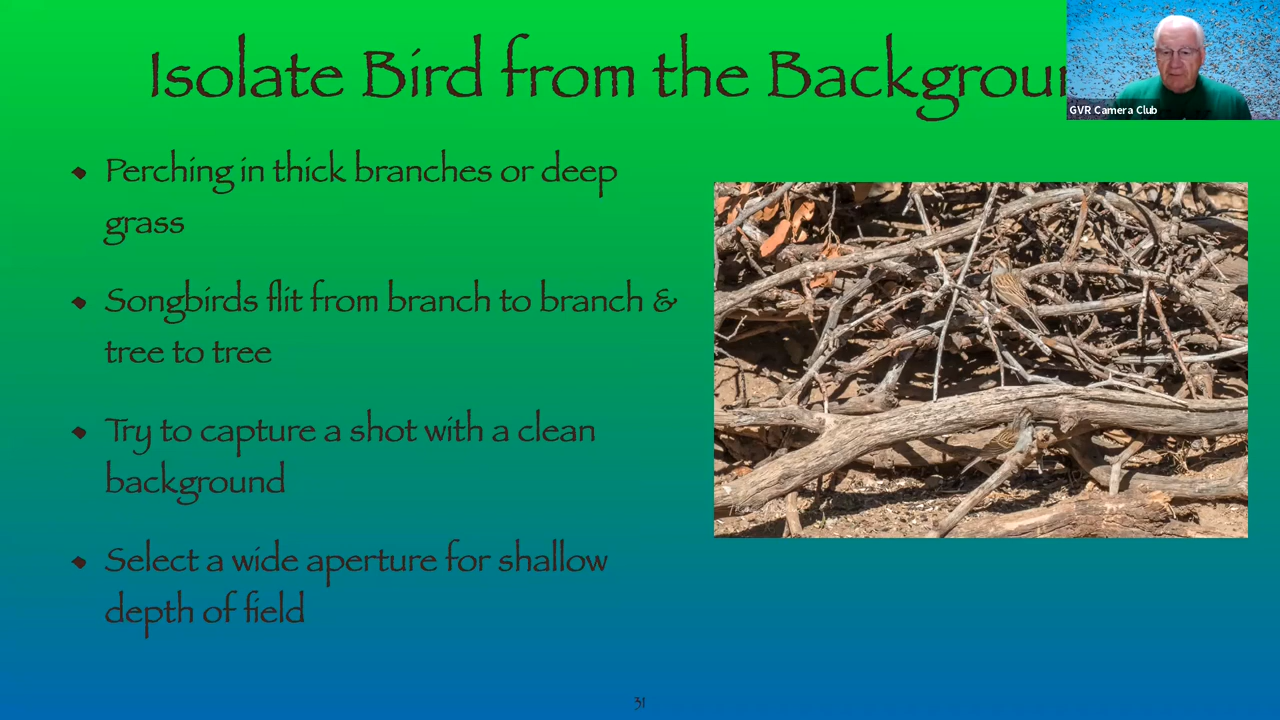 Isolate Bird from the Backgroun
GVR Camera Club
Perching in thick branches or deep
grass
Songbirds flit from branch to branch &
tree to tree
Try to capture a shot with a clean
background
Select a wide aperture for shallow
depth of field
31